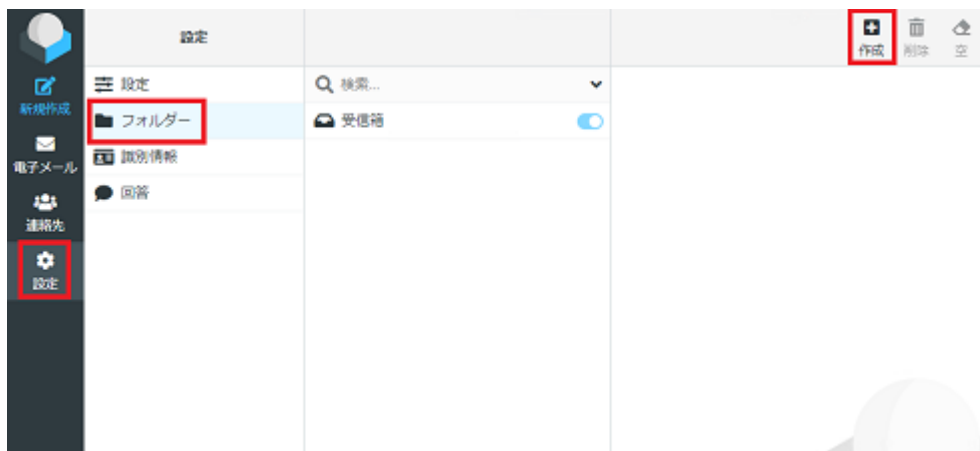 設定
作成
削除
空
新規作成
電子メール
連絡先
設定
設定
フォルダー
識別情報
回答
検索...
受信箱